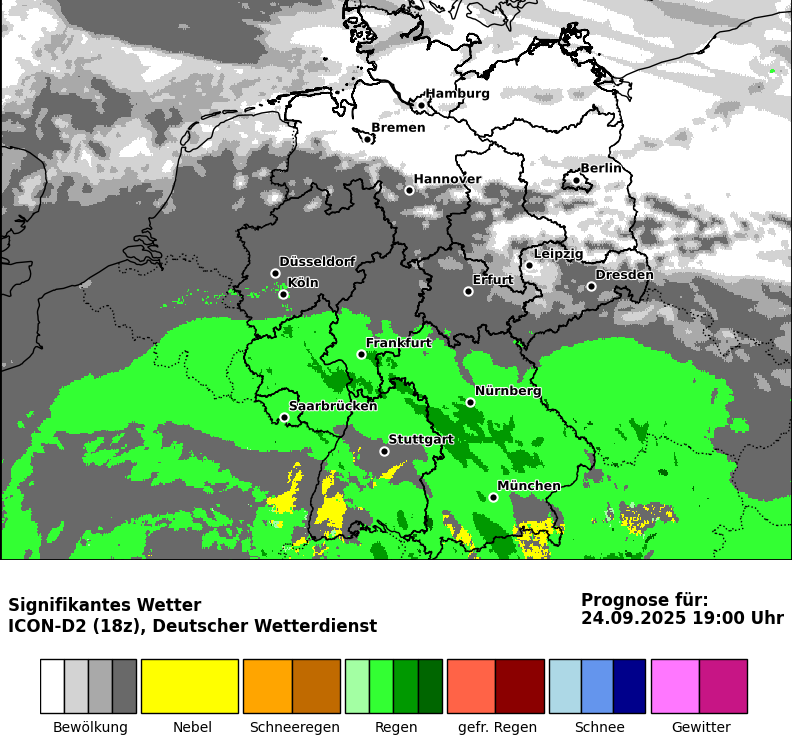 Hamburg
Bremen
Berlin
Hannover
Leipzig
Düsseldorf
Dresden
Köln
Erfurt
Frankfurt
Nürnberg
Saarbrücken
Stuttgart
München
Signifikantes Wetter
ICON-D2 (18z), Deutscher Wetterdienst
Prognose für:
24.09.2025 19:00 Uhr
Bewölkung
Nebel
Schneeregen
Regen
gefr. Regen
Schnee
Gewitter